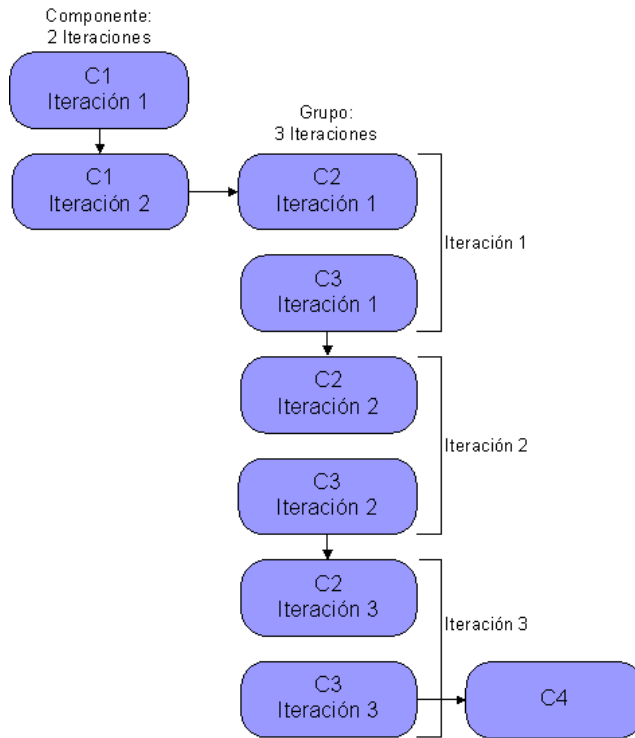 Componente:
2 Iteraciones
C1
Iteración 1
Grupo:
3 Iteraciones
C1
Iteración 2
C2
Iteración 1
Iteración 1
C3
Iteración 1
C2
Iteración 2
Iteración 2
C3
Iteración 2
C2
Iteración 3
Iteración 3
C3
Iteración 3
C4